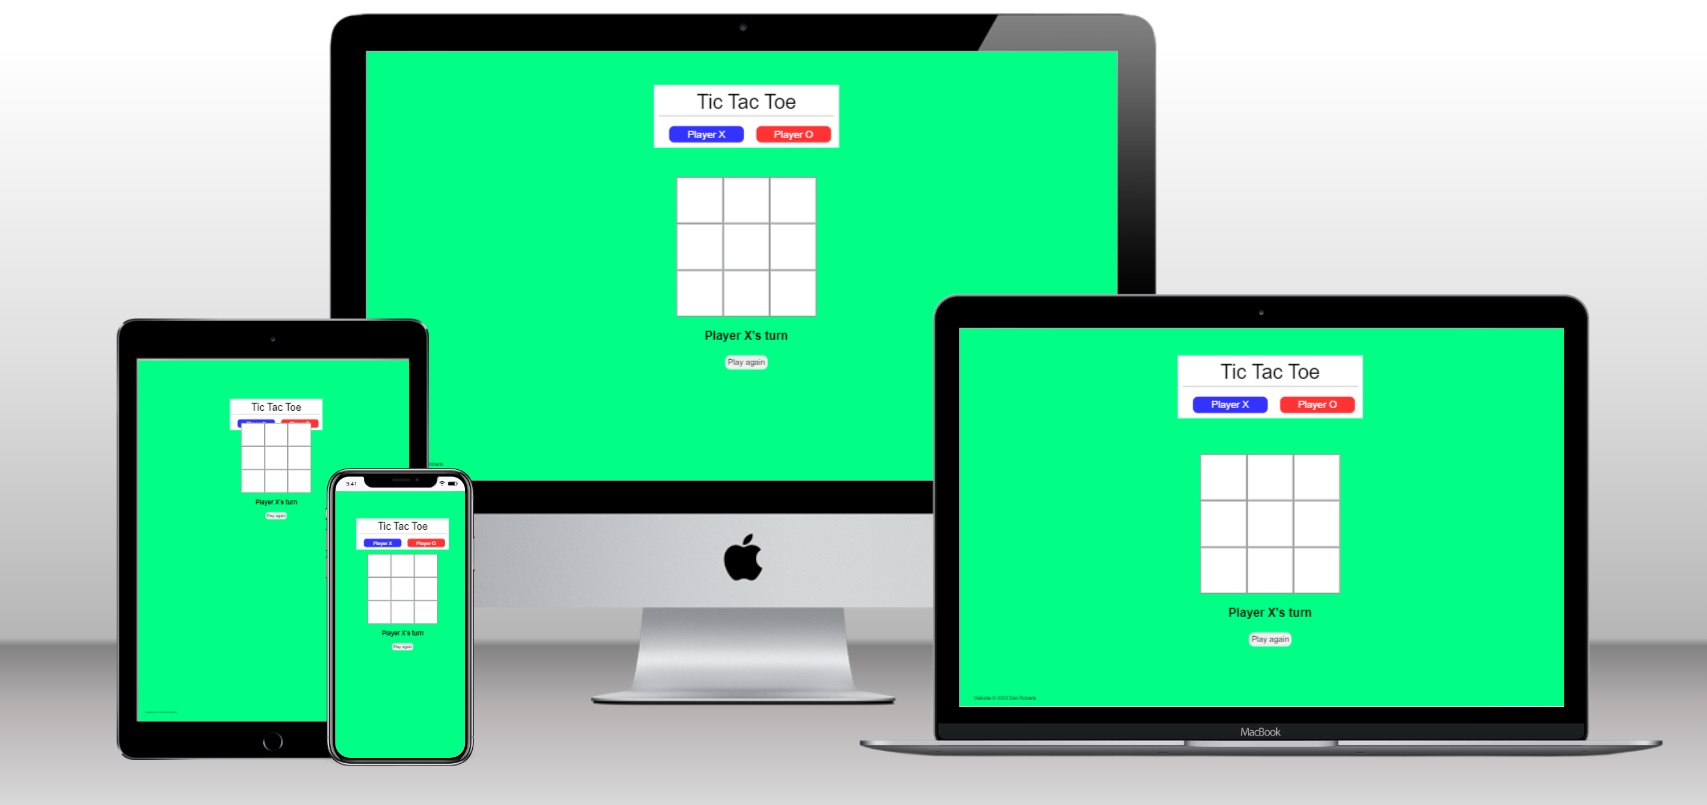 Tic Tac Toe
Player X
Player O
Player X's turn
Play again
Tic Tac Toe
Player X's turn
Play again
9:41
Tic Tac Toe
Player X
Player O
Player X's turn
Play again
Tic Tac Toe
Player X
Player O
Player X's turn
Play again
Website © 2023 Dan Roberts
MacBook